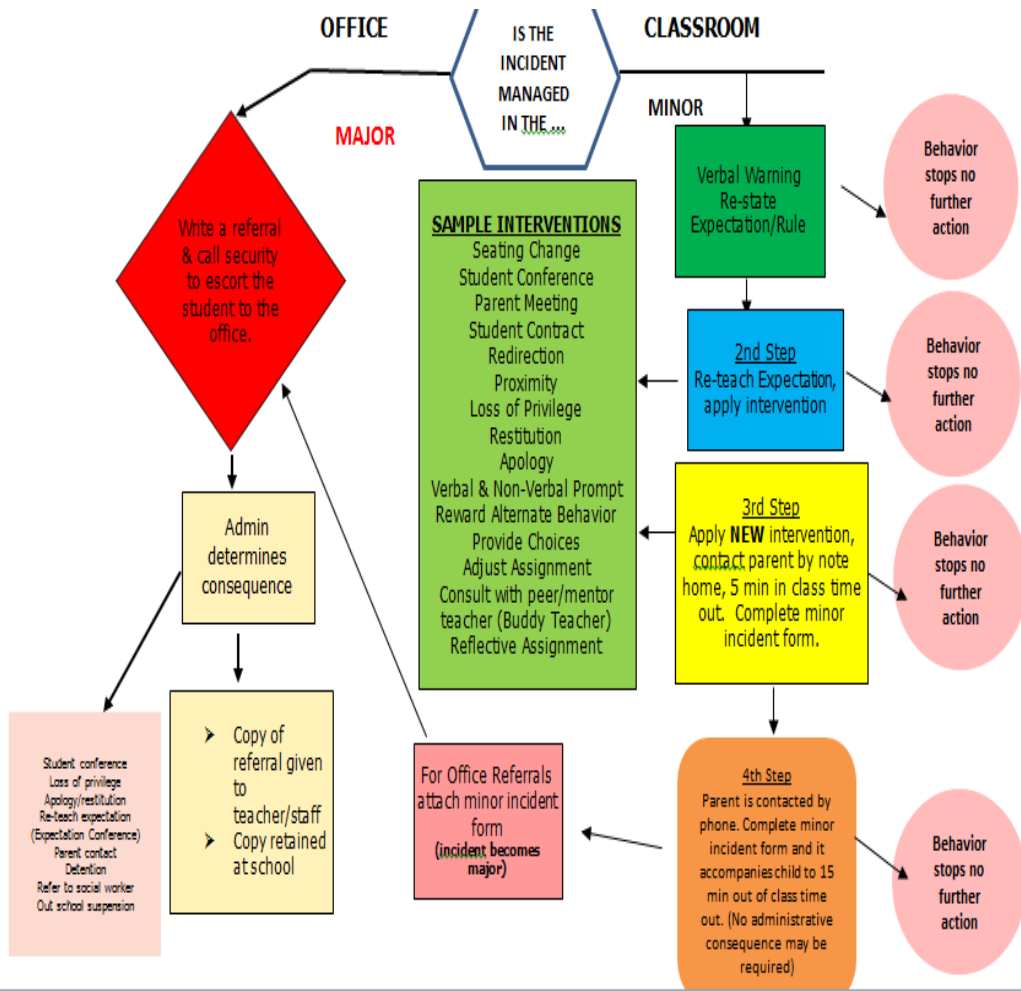 OFFICE
IS THE
INCIDENT
MANAGED
IN THE ...
CLASSROOM
MAJOR
MINOR
Write a referral
& call security
to escort the
student to the
office.
Admin
determines
consequence
Student conference
Loss of privilege
Apology/restitution
Re-teach expectation
(Expectation Conference)
Parent contact
Detention
Refer to social worker
Out school suspension
➢ Copy of
referral given
to
teacher/staff
➢ Copy retained
at school
SAMPLE INTERVENTIONS
Seating Change
Student Conference
Parent Meeting
Student Contract
Redirection
Proximity
Loss of Privilege
Restitution
Apology
Verbal & Non-Verbal Prompt
Reward Alternate Behavior
Provide Choices
Adjust Assignment
Consult with peer/mentor
teacher (Buddy Teacher)
Reflective Assignment
For Office Referrals
attach minor incident
form
(incident becomes
major)
Verbal Warning
Re-state
Expectation/Rule
Behavior
stops no
further
action
2nd Step
Re-teach Expectation,
apply intervention
Behavior
stops no
further
action
3rd Step
Apply NEW intervention,
contact parent by note
home, 5 min in class time
out. Complete minor
incident form.
Behavior
stops no
further
action
4th Step
Parent is contacted by
phone. Complete minor
incident form and it
accompanies child to 15
min out of class time
out. (No administrative
consequence may be
required)
Behavior
stops no
further
action